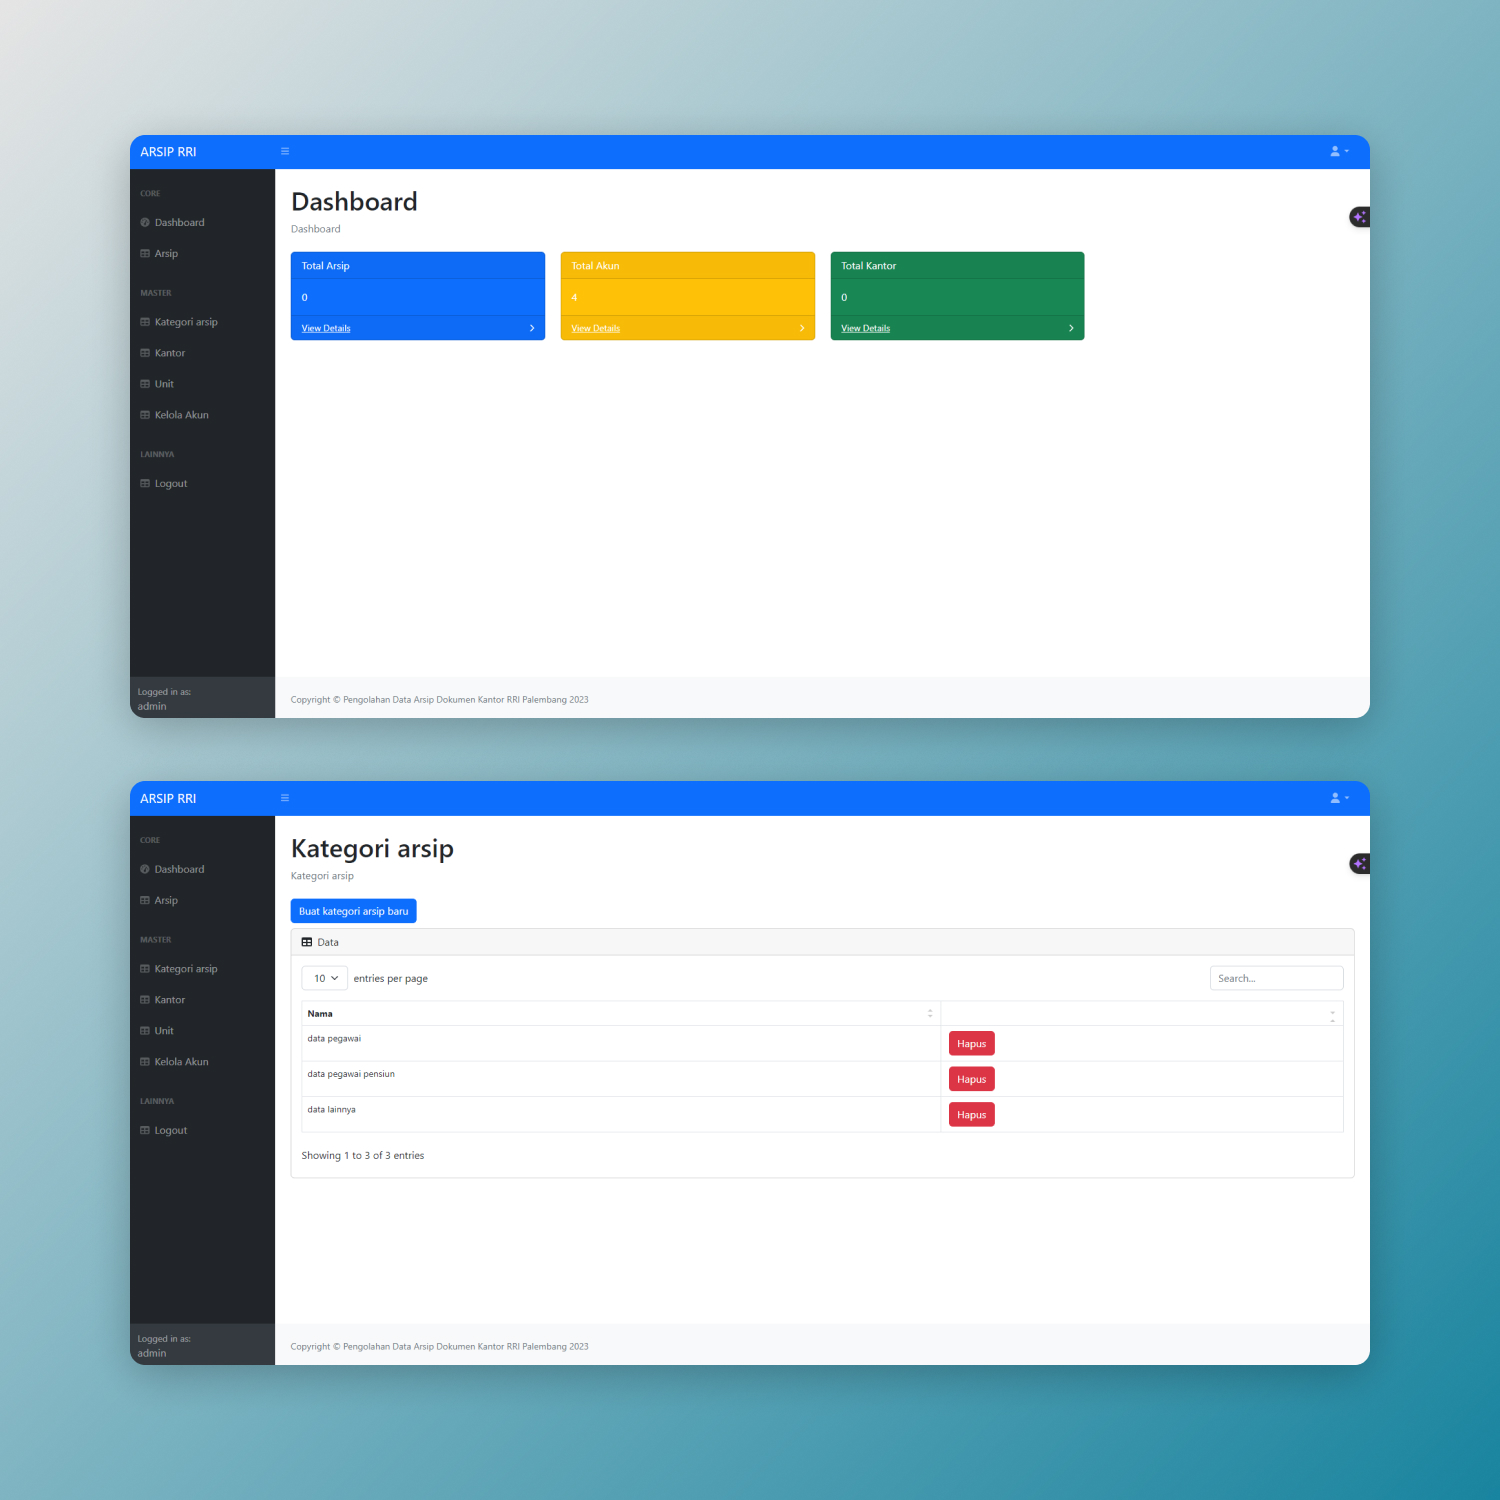 ARSIP RRI
CORE
Dashboard
Arsip
MASTER
Kategori arsip
Kantor
Unit
Kelola Akun
LAINNYA
Logout
Logged in as:
admin
Dashboard
Dashboard
Total Arsip
0
View Details
Total Akun
4
View Details
Total Kantor
0
View Details
Copyright © Pengolahan Data Arsip Dokumen Kantor RRI Palembang 2023
ARSIP RRI
CORE
Dashboard
Arsip
MASTER
Kategori arsip
Kantor
Unit
Kelola Akun
LAINNYA
Logout
Logged in as:
admin
Kategori arsip
Kategori arsip
Buat kategori arsip baru
Data
10 entries per page
Search...
Nama
data pegawai Hapus
data pegawai pensiun Hapus
data lainnya Hapus
Showing 1 to 3 of 3 entries
Copyright © Pengolahan Data Arsip Dokumen Kantor RRI Palembang 2023